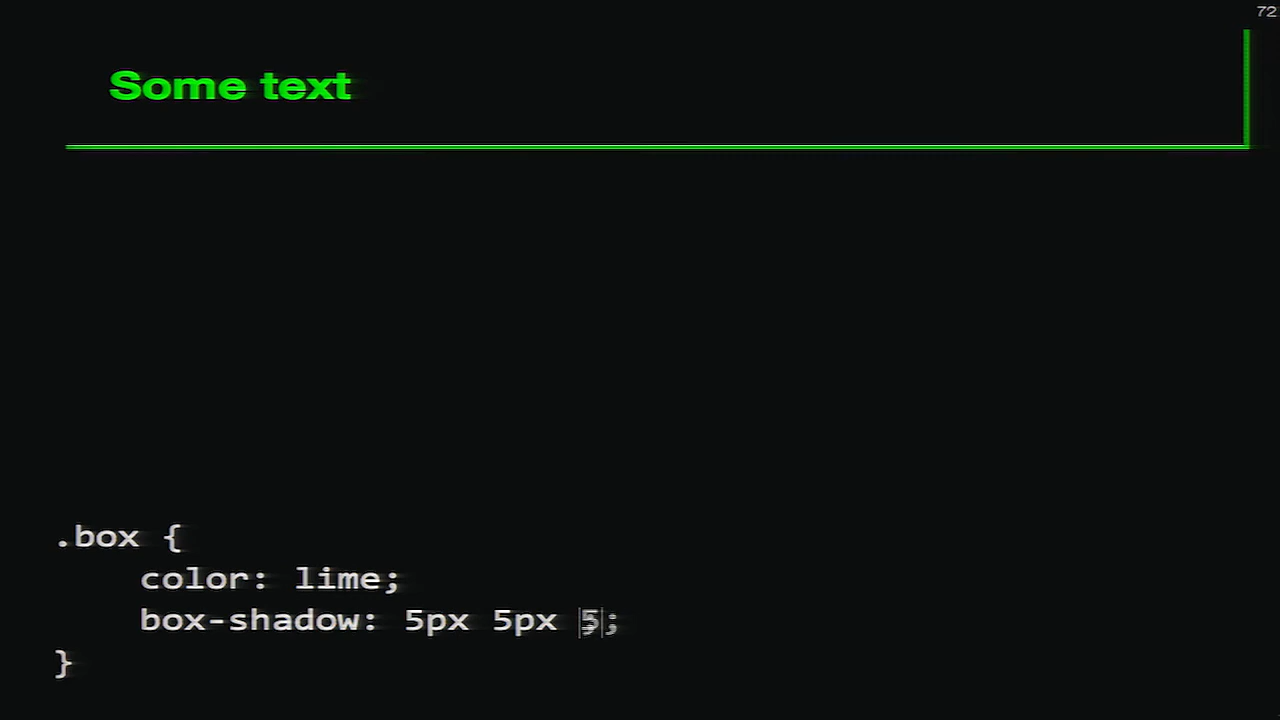 72
Some text
.box {
color: lime;
box-shadow: 5px 5px 5;
}